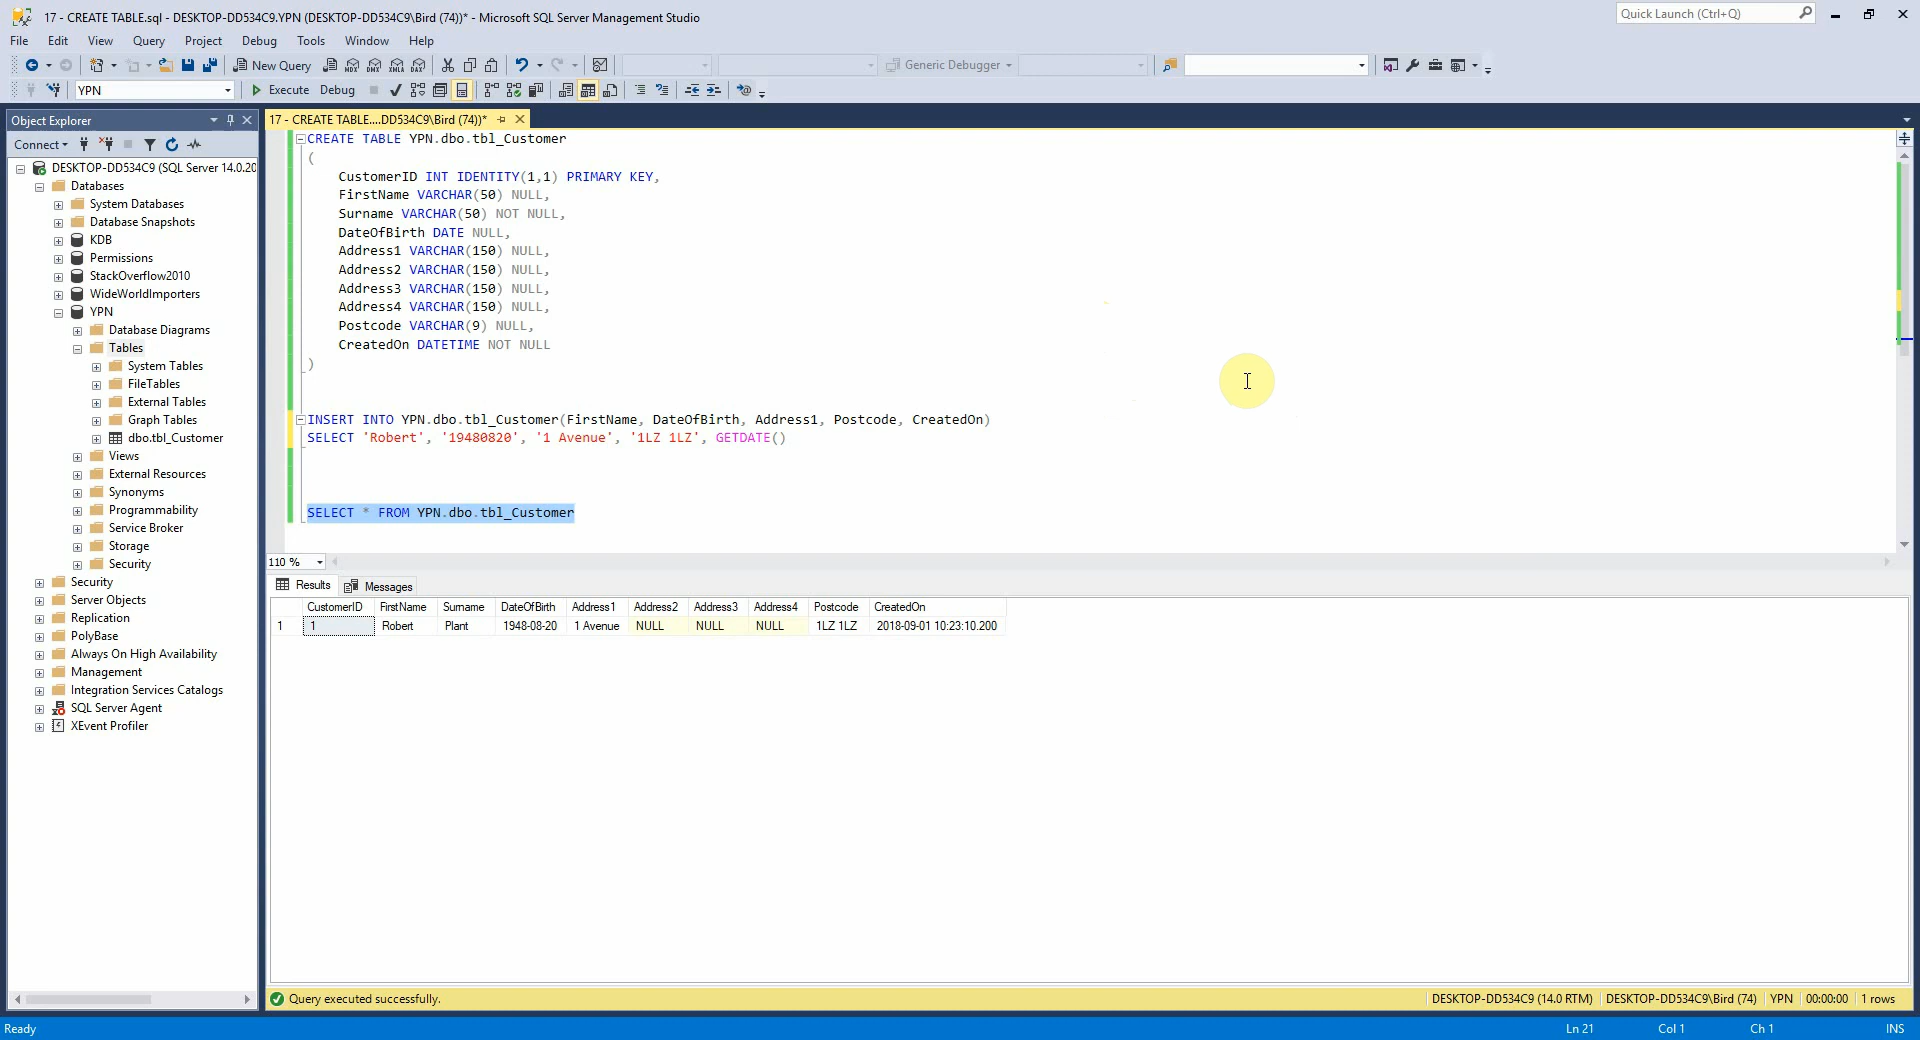 17 - CREATE TABLE.sql - DESKTOP-DD534C9.YPN (DESKTOP-DD534C9\Bird (74))* - Microsoft SQL Server Management Studio
Quick Launch (Ctrl+Q)
File Edit View Query Project Debug Tools Window Help
New Query
Generic Debugger
YPN
Execute Debug
Object Explorer
Connect
DESKTOP-DD534C9 (SQL Server 14.0.20
Databases
System Databases
Database Snapshots
KDB
Permissions
StackOverflow2010
WideWorldImporters
YPN
Database Diagrams
Tables
System Tables
FileTables
External Tables
Graph Tables
dbo.tbl_Customer
Views
External Resources
Synonyms
Programmability
Service Broker
Storage
Security
Security
Server Objects
Replication
PolyBase
Always On High Availability
Management
Integration Services Catalogs
SQL Server Agent
XEvent Profiler
17 - CREATE TABLE....DD534C9\Bird (74))*
CREATE TABLE YPN.dbo.tbl_Customer
(
CustomerID INT IDENTITY(1,1) PRIMARY KEY,
FirstName VARCHAR(50) NULL,
Surname VARCHAR(50) NOT NULL,
DateOfBirth DATE NULL,
Address1 VARCHAR(150) NULL,
Address2 VARCHAR(150) NULL,
Address3 VARCHAR(150) NULL,
Address4 VARCHAR(150) NULL,
Postcode VARCHAR(9) NULL,
CreatedOn DATETIME NOT NULL
)
INSERT INTO YPN.dbo.tbl_Customer(FirstName, DateOfBirth, Address1, Postcode, CreatedOn)
SELECT 'Robert', '19480820', '1 Avenue', '1LZ 1LZ', GETDATE()
SELECT * FROM YPN.dbo.tbl_Customer
110 %
Results Messages
CustomerID FirstName Surname DateOfBirth Address1 Address2 Address3 Address4 Postcode CreatedOn
1 1 Robert Plant 1948-08-20 1 Avenue NULL NULL NULL 1LZ 1LZ 2018-09-01 10:23:10.200
Query executed successfully.
DESKTOP-DD534C9 (14.0 RTM) DESKTOP-DD534C9\Bird (74) YPN 00:00:00 1 rows
Ready
Ln 21 Col 1 Ch 1 INS